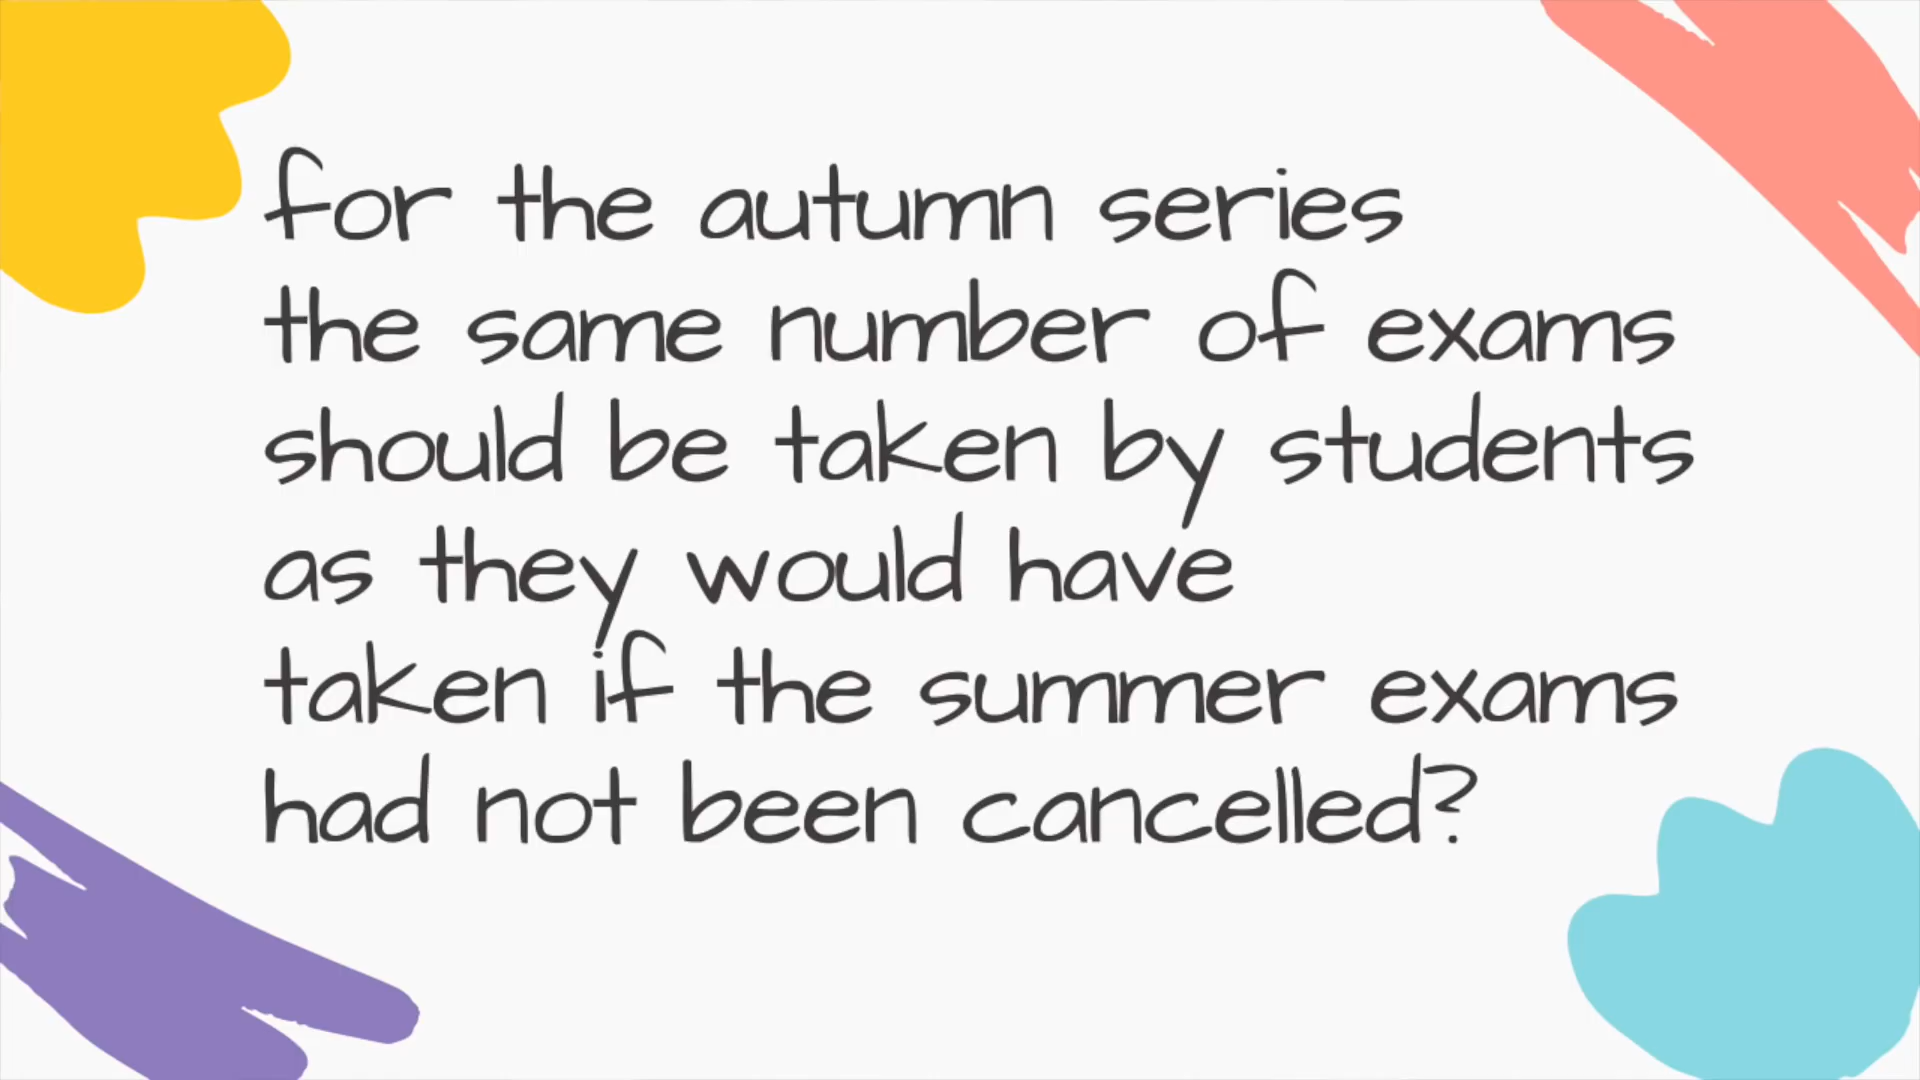 for the autumn series
the same number of exams
should be taken by students
as they would have
taken if the summer exams
had not been cancelled?